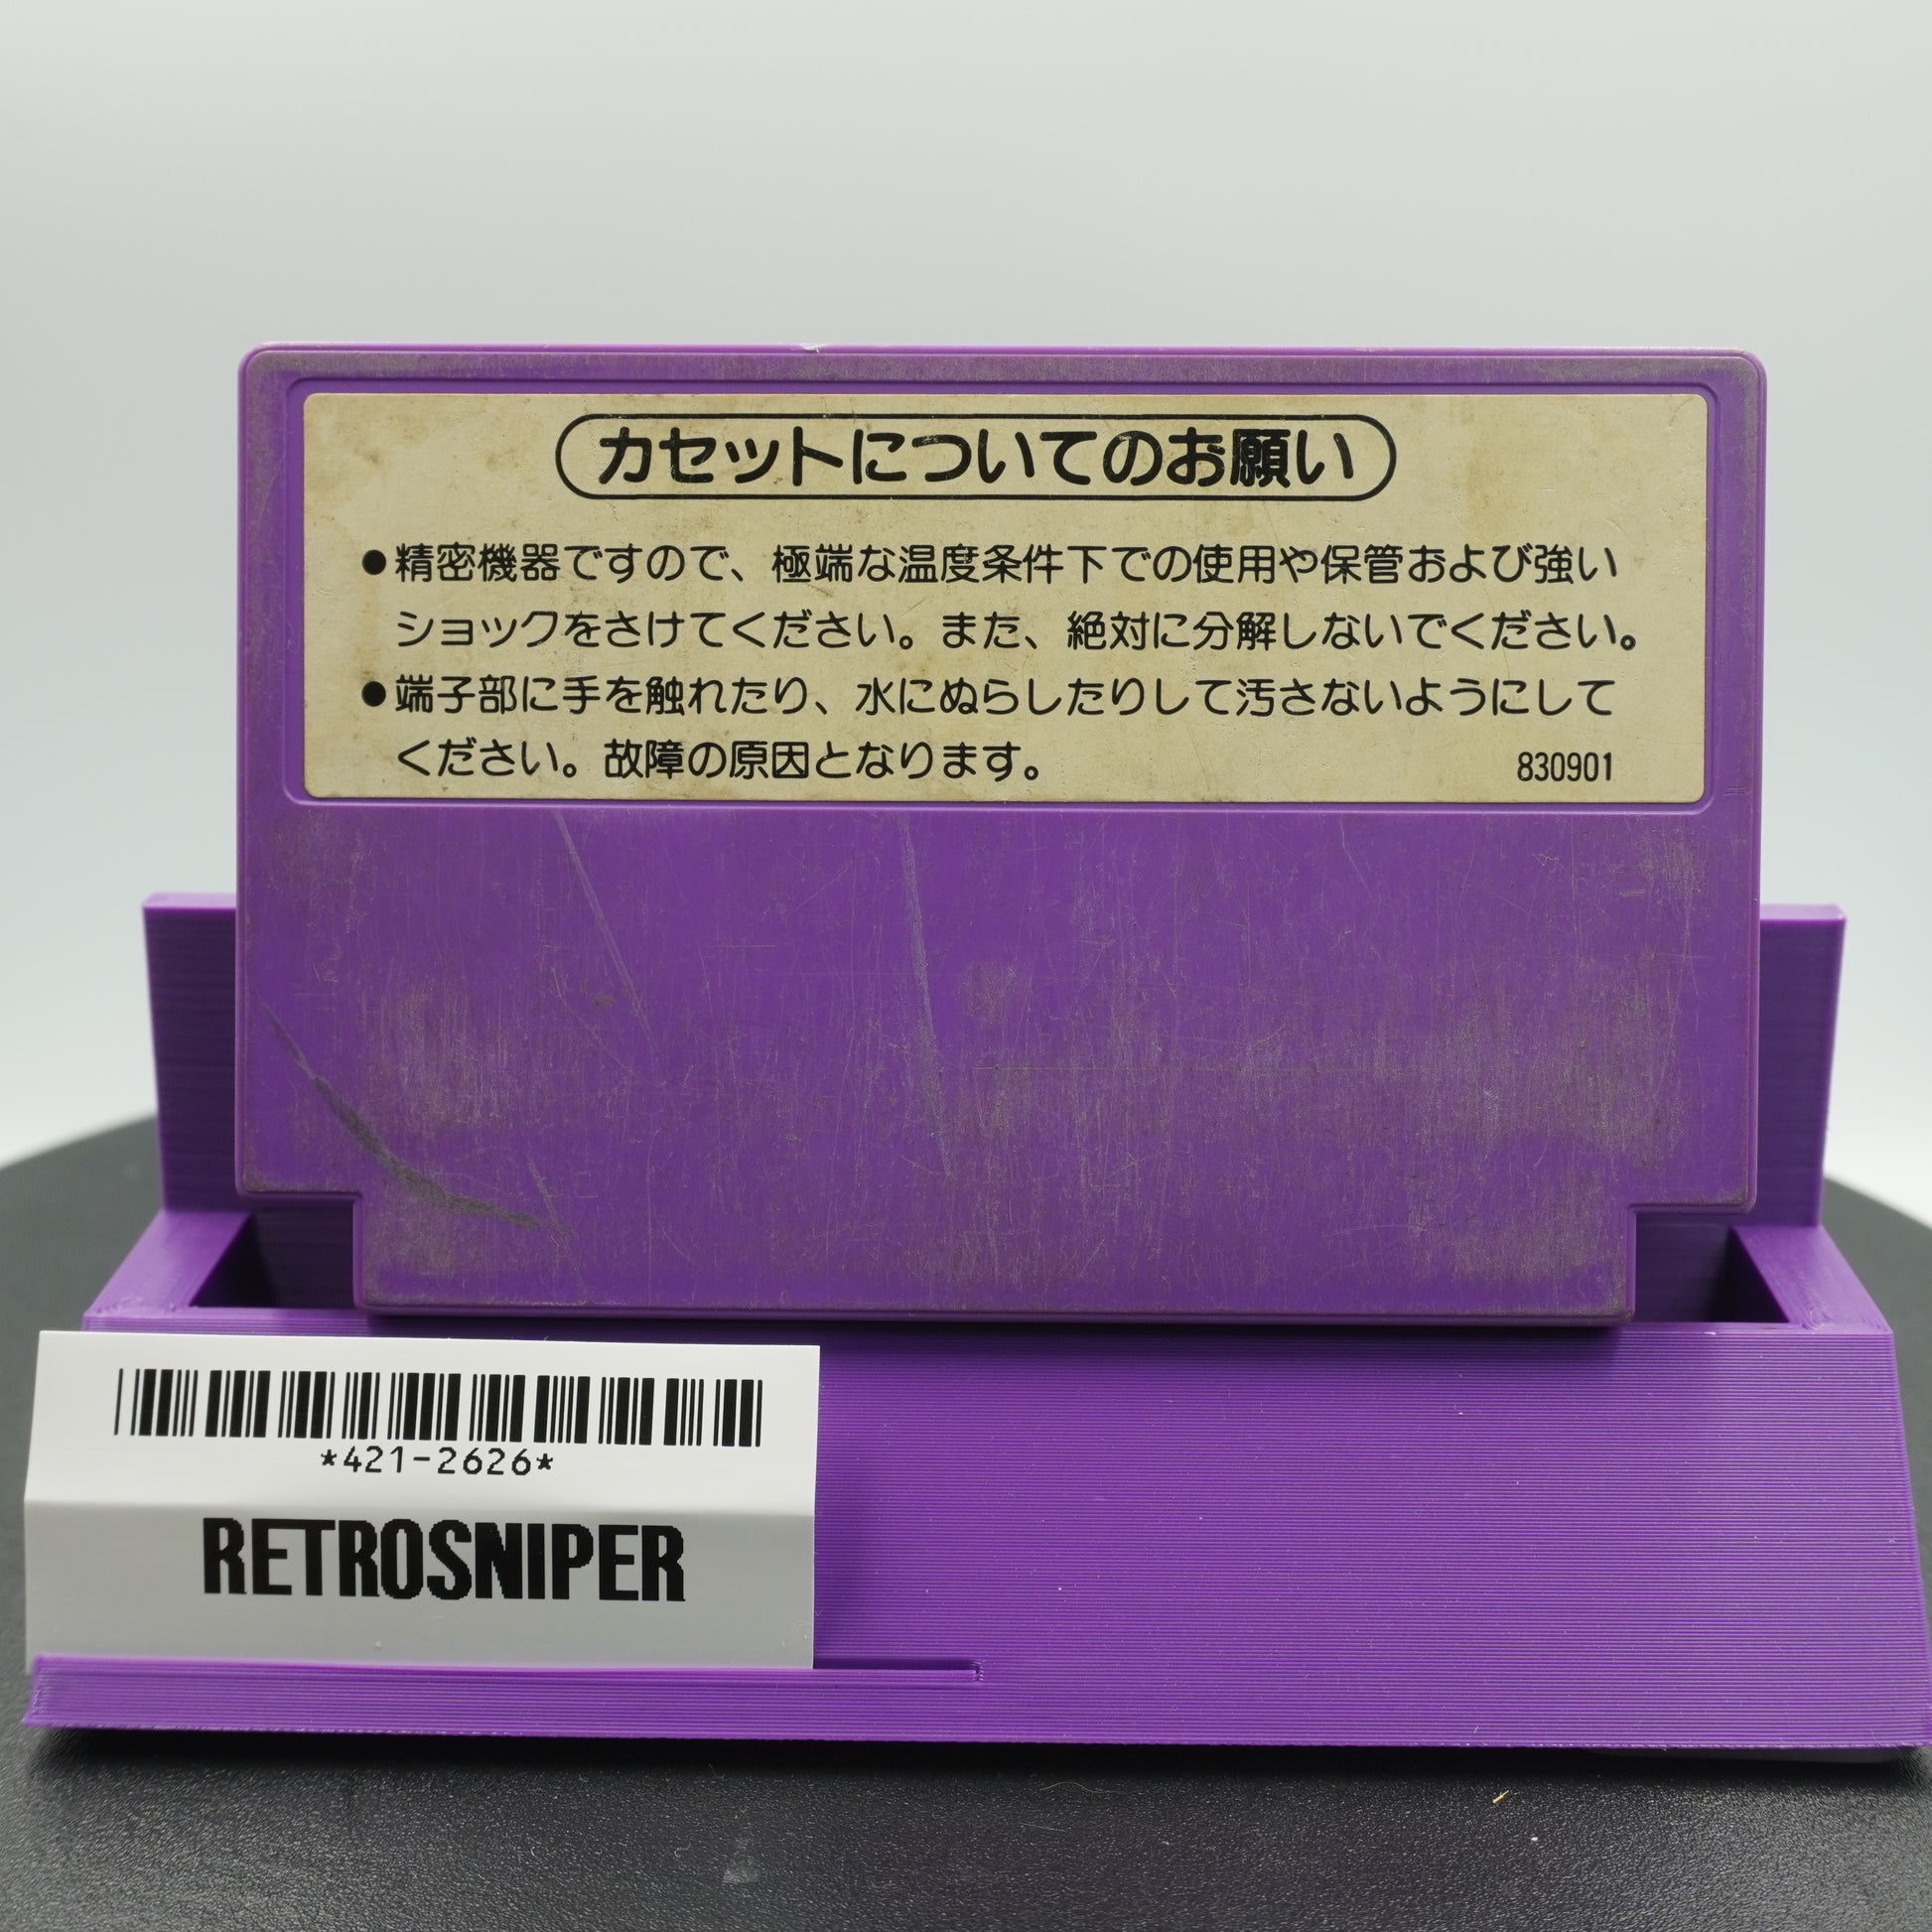 カセットについてのお願い
●精密機器ですので、極端な温度条件下での使用や保管および強い
ショックをさけてください。また、絶対に分解しないでください。
●端子部に手を触れたり、水にぬらしたりして汚さないようにして
ください。故障の原因となります。
830901
*421-2626*
RETROSNIPER